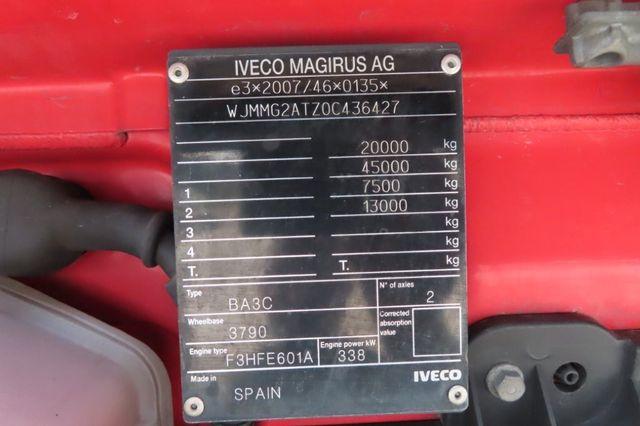 IVECO MAGIRUS AG
e3×2007/46×0135×
WJMMG2ATZ0C436427
20000 kg
45000 kg
1 7500 kg
2 13000 kg
3 kg
4 kg
T. T. kg
Type BA3C N° of axles 2
Wheelbase 3790 Corrected absorption value
Engine type F3HFE601A Engine power kW 338
Made in SPAIN IVECO